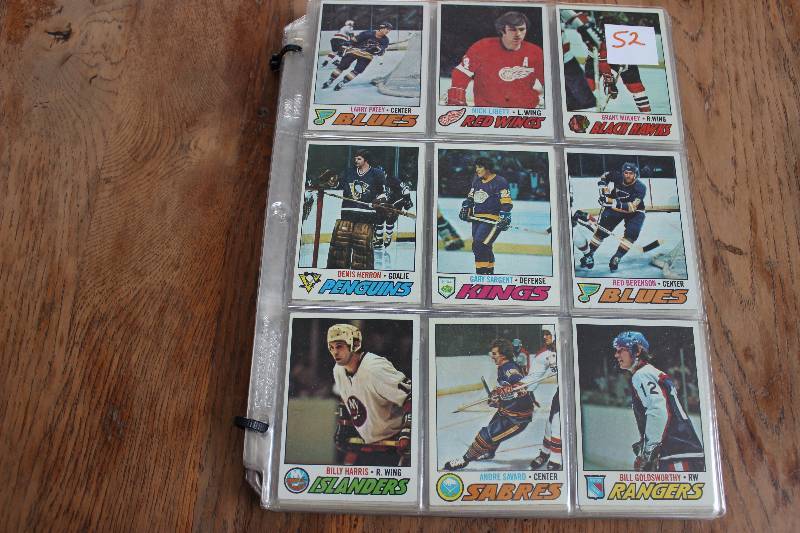 52
LARRY PATEY • CENTER
BLUES
NICK LIBETT • L. WING
RED WINGS
GRANT MULVEY • R. WING
BLACK HAWKS
DENIS HERRON • GOALIE
PENGUINS
GARY SARGENT • DEFENSE
KINGS
RED BERENSON • CENTER
BLUES
BILLY HARRIS • R. WING
ISLANDERS
ANDRE SAVARD • CENTER
SABRES
12
BILL GOLDSWORTHY • RW
RANGERS